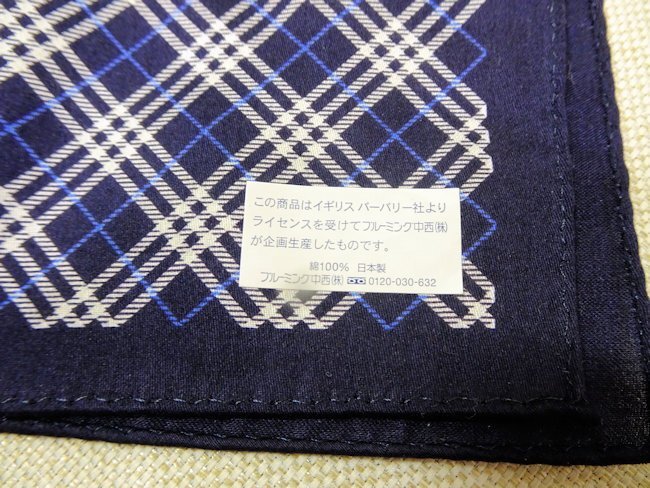 この商品はイギリス バーバリー社より
ライセンスを受けてブルーミング中西㈱
が企画生産したものです。
綿100% 日本製
ブルーミング中西㈱ 0120-030-632